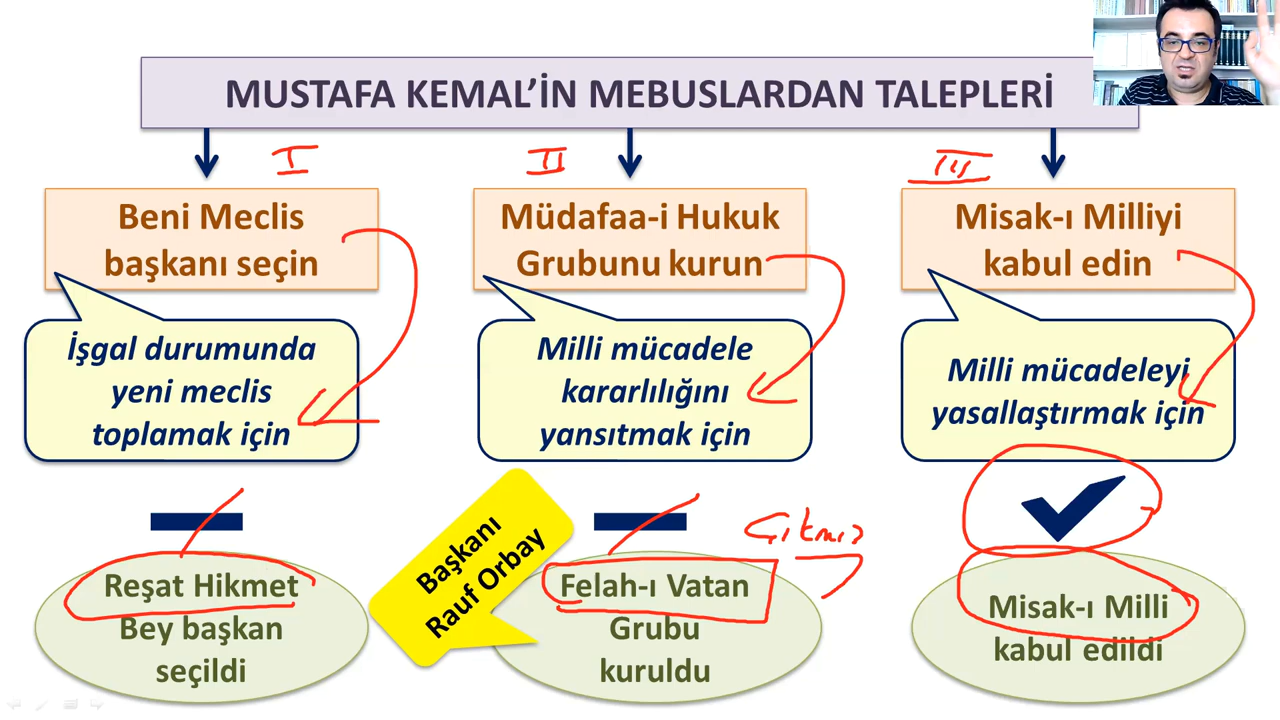 MUSTAFA KEMAL’İN MEBUSLARDAN TALEPLERİ
I
II
III
Beni Meclis
başkanı seçin
Müdafaa-i Hukuk
Grubunu kurun
Misak-ı Milliyi
kabul edin
İşgal durumunda
yeni meclis
toplamak için
Milli mücadele
kararlılığını
yansıtmak için
Milli mücadeleyi
yasallaştırmak için
Reşat Hikmet
Bey başkan
seçildi
Başkanı
Rauf Orbay
Felah-ı Vatan
Grubu
kuruldu
Misak-ı Milli
kabul edildi